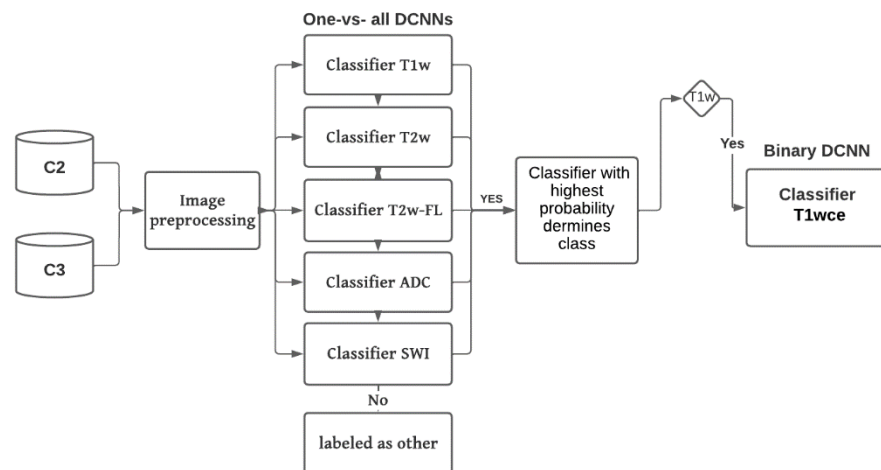 One-vs- all DCNNs
Classifier T1w
Classifier T2w
Classifier T2w-FL
Classifier ADC
Classifier SWI
No
labeled as other
C2
C3
Image
preprocessing
YES
Classifier with
highest
probability
dermines
class
T1w
Yes
Binary DCNN
Classifier
T1wce